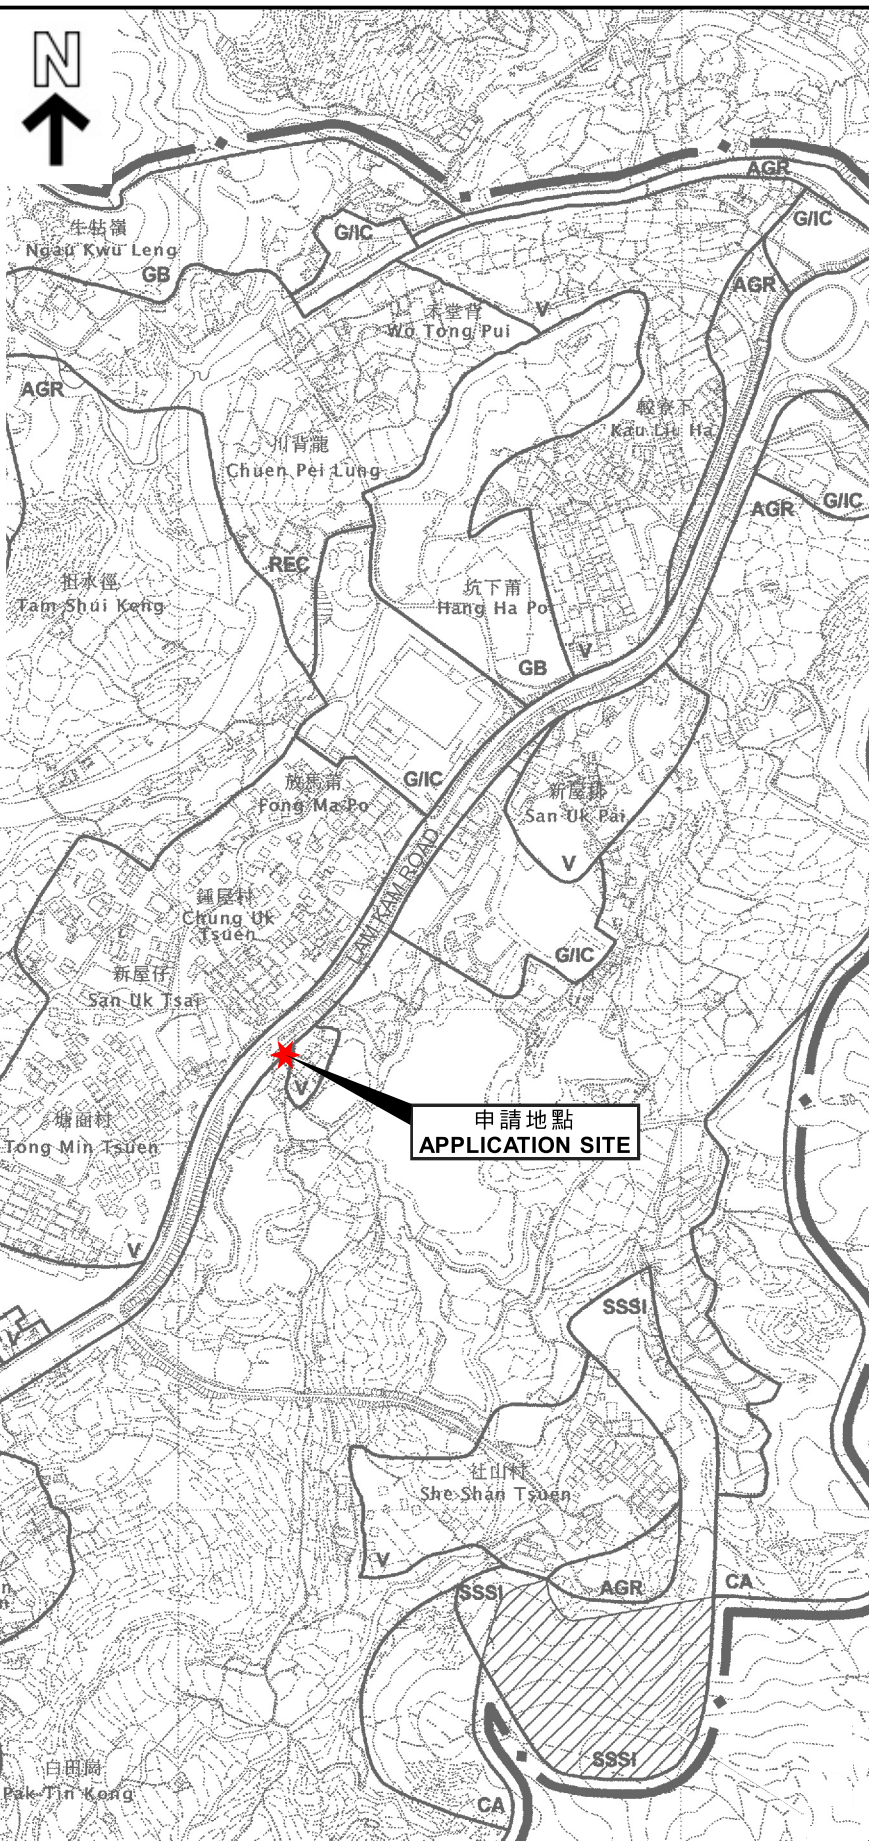 N
AGR
G/IC
牛牯嶺
Ngau Kwu Leng
G/IC
GB
AGR
禾堂背
Wo Tong Pui
V
AGR
較寮下
Kau Liu Ha
川背龍
Chuen Pei Lung
G/IC
AGR
REC
担水徑
Tam Shui Keng
坑下莆
Hang Ha Po
V
GB
放馬莆
Fong Ma Po
G/IC
新屋排
San Uk Pai
V
LAM KAM ROAD
鍾屋村
Chung Uk
Tsuen
G/IC
新屋仔
San Uk Tsai
V
申請地點
APPLICATION SITE
塘面村
Tong Min Tsuen
V
SSSI
V
社山村
She Shan Tsuen
V
SSSI
AGR
CA
n
SSSI
白田崗
Pak Tin Kong
CA